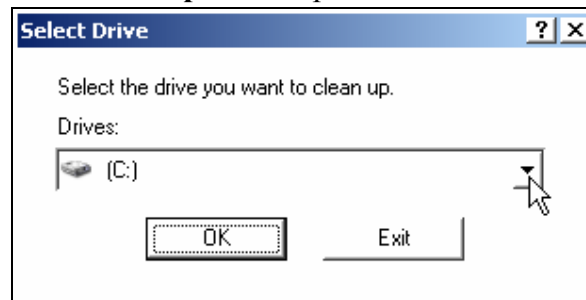 Select Drive
Select the drive you want to clean up.
Drives:
(C:)
OK Exit